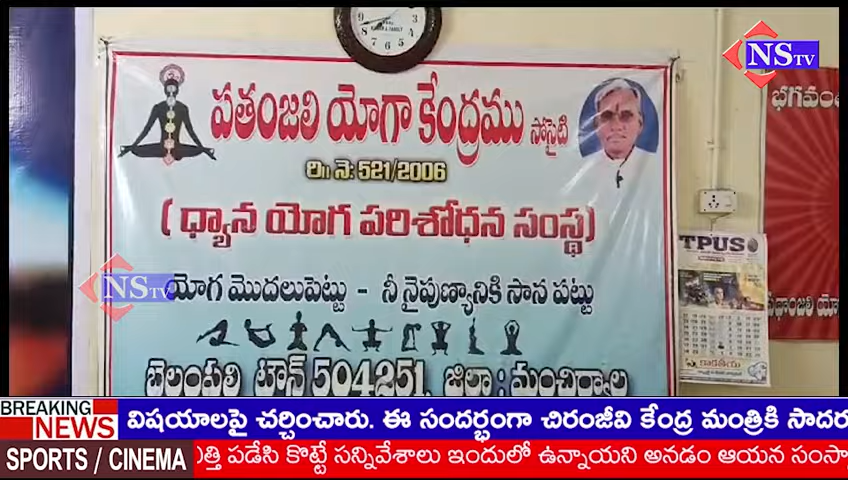 NSTV
పతంజలి యోగా కేంద్రము సోసైటి
రి॥ నె: 521/2006
( ధ్యాన యోగ పరిశోధన సంస్థ)
యోగ మొదలుపెట్టు - నీ నైపుణ్యానికి సాన పట్టు
NSTV
బెల్లంపల్లి టౌన్ 504251, జిల్లా : మంచిర్యాల
TPUS
కాకతీయ
BREAKING NEWS
విషయాలపై చర్చించారు. ఈ సందర్భంగా చిరంజీవి కేంద్ర మంత్రికి సాదర
SPORTS / CINEMA
పడేసి కొట్టే సన్నివేశాలు ఇందులో ఉన్నాయని అనడం ఆయన